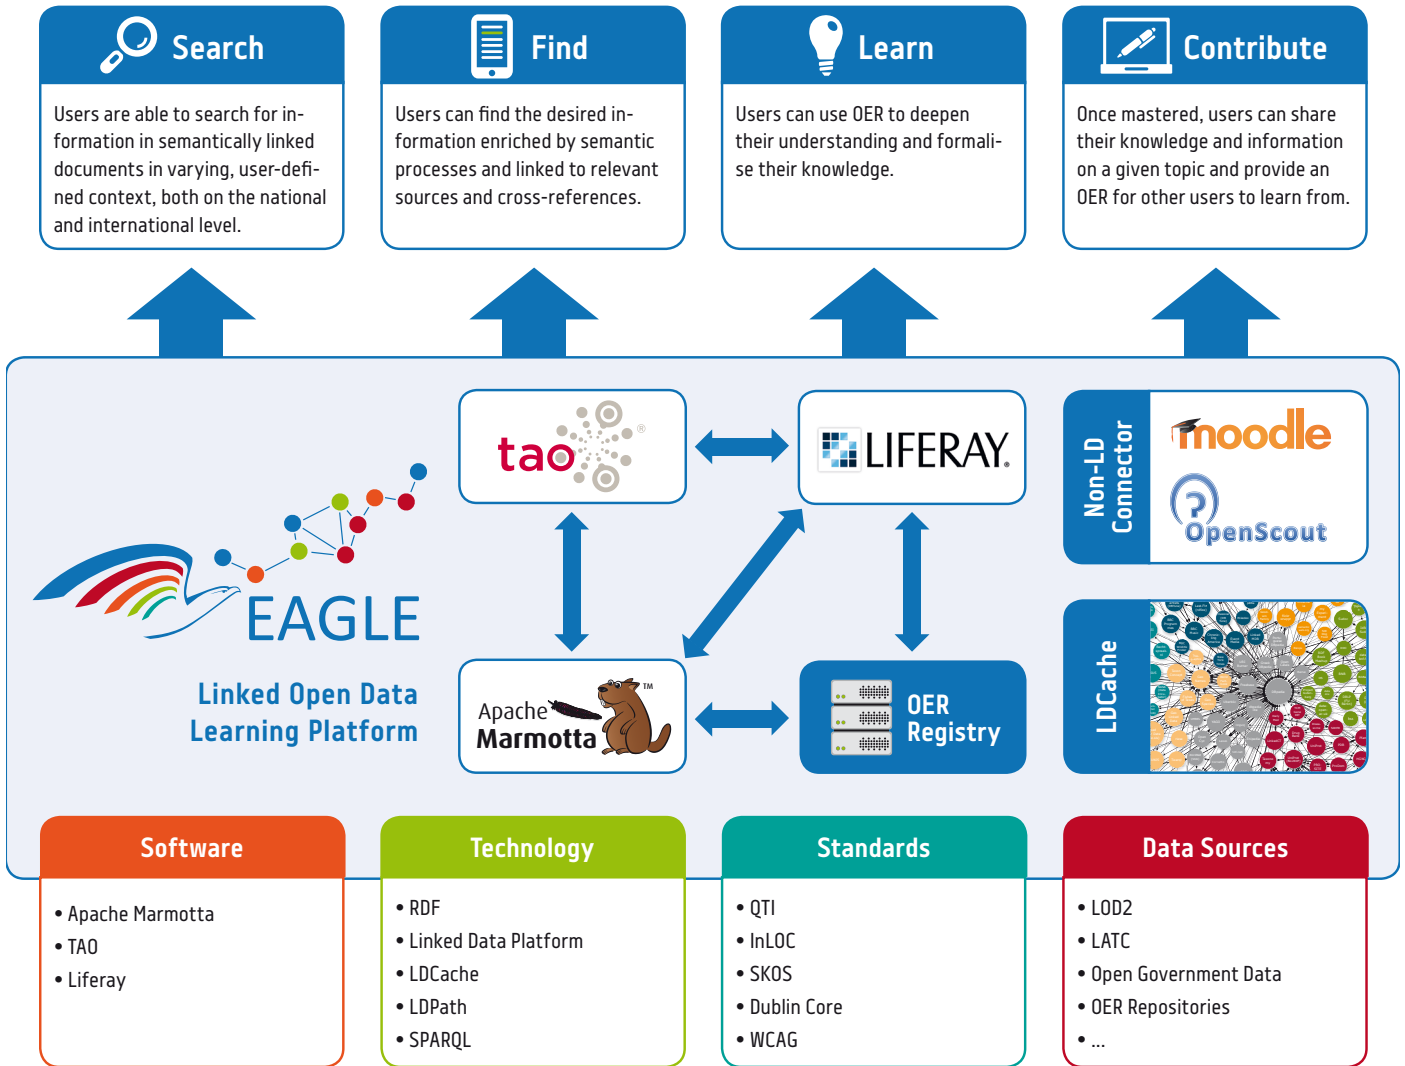 Search
Users are able to search for in-
formation in semantically linked
documents in varying, user-defi-
ned context, both on the national
and international level.
Find
Users can find the desired in-
formation enriched by semantic
processes and linked to relevant
sources and cross-references.
Learn
Users can use OER to deepen
their understanding and formali-
se their knowledge.
Contribute
Once mastered, users can share
their knowledge and information
on a given topic and provide an
OER for other users to learn from.
EAGLE
Linked Open Data
Learning Platform
tao®
LIFERAY.
Apache
Marmotta
TM
OER
Registry
Non-LD
Connector
moodle
OpenScout
LDCache
Software
• Apache Marmotta
• TAO
• Liferay
Technology
• RDF
• Linked Data Platform
• LDCache
• LDPath
• SPARQL
Standards
• QTI
• InLOC
• SKOS
• Dublin Core
• WCAG
Data Sources
• LOD2
• LATC
• Open Government Data
• OER Repositories
• ...